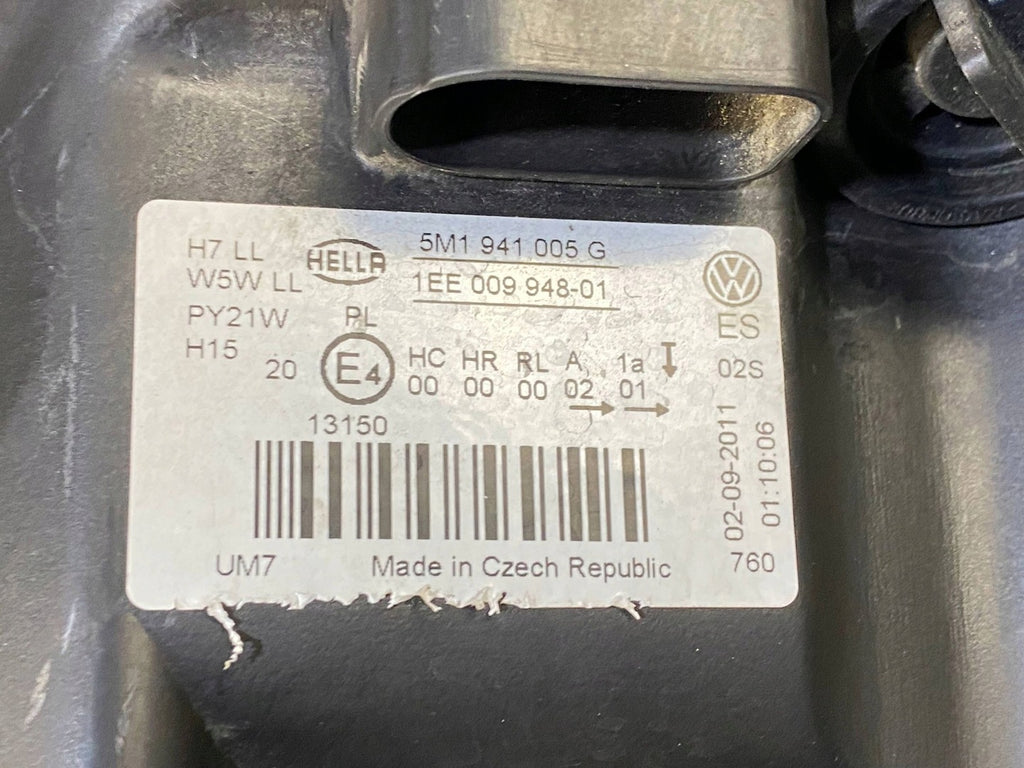 H7 LL
W5W LL
PY21W
H15
HELLA
5M1 941 005 G
1EE 009 948-01
ES
PL
20
E4
HC HR RL A 1a
00 00 00 02 01
02S
13150
02-09-2011
01:10:06
UM7
Made in Czech Republic
760